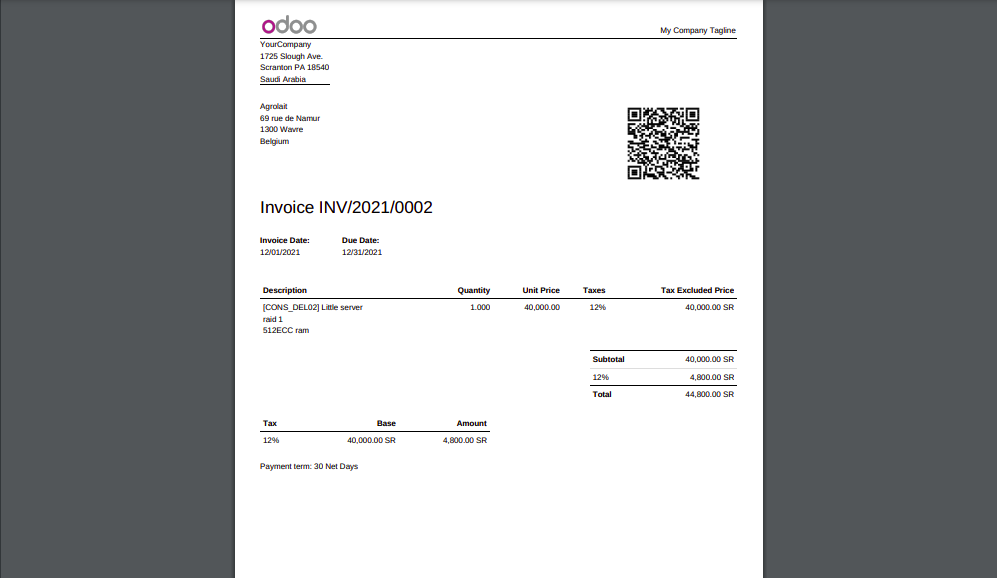 odoo
My Company Tagline
YourCompany
1725 Slough Ave.
Scranton PA 18540
Saudi Arabia
Agrolait
69 rue de Namur
1300 Wavre
Belgium
Invoice INV/2021/0002
Invoice Date: Due Date:
12/01/2021 12/31/2021
Description Quantity Unit Price Taxes Tax Excluded Price
[CONS_DEL02] Little server 1.000 40,000.00 12% 40,000.00 SR
raid 1
512ECC ram
Subtotal 40,000.00 SR
12% 4,800.00 SR
Total 44,800.00 SR
Tax Base Amount
12% 40,000.00 SR 4,800.00 SR
Payment term: 30 Net Days